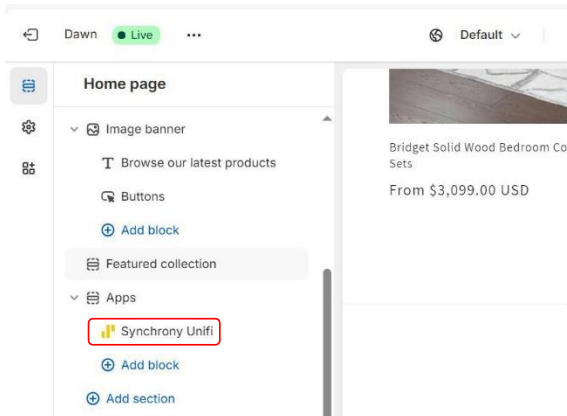 Dawn
Live
Default
Home page
Image banner
Browse our latest products
Buttons
Add block
Featured collection
Apps
Synchrony Unifi
Add block
Add section
Bridget Solid Wood Bedroom Co
Sets
From $3,099.00 USD